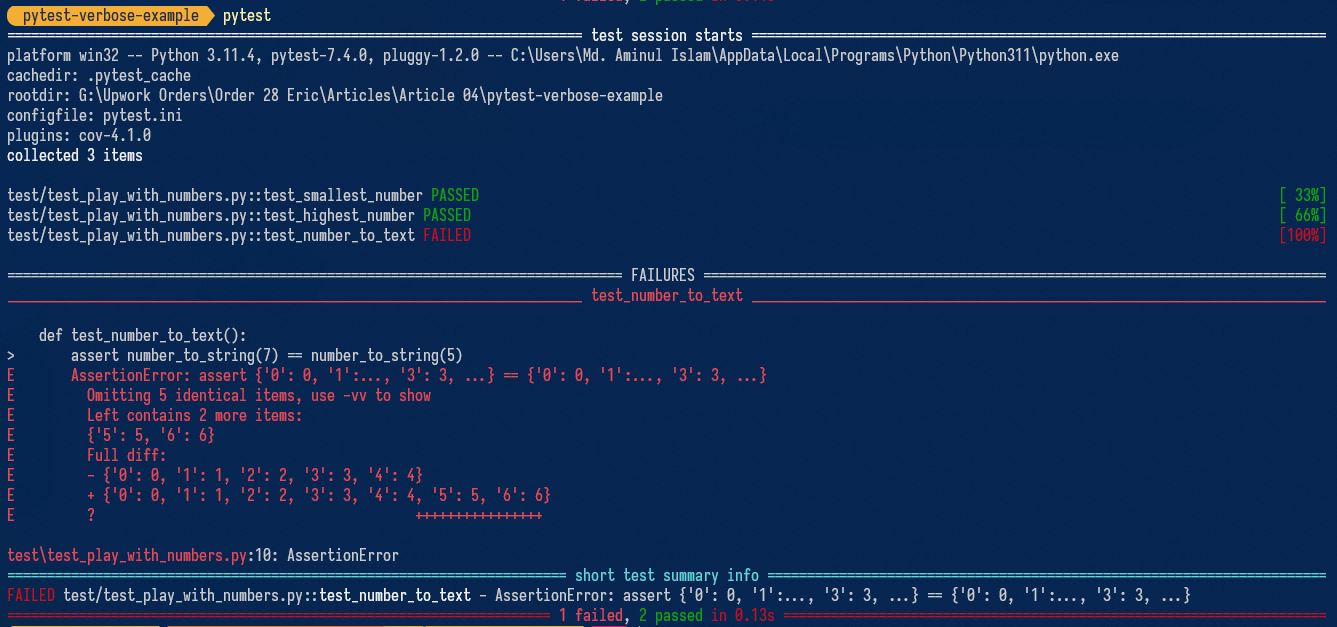 1 failed, 2 passed in 0.14s
pytest-verbose-example pytest
============================== test session starts ==============================
platform win32 -- Python 3.11.4, pytest-7.4.0, pluggy-1.2.0 -- C:\Users\Md. Aminul Islam\AppData\Local\Programs\Python\Python311\python.exe
cachedir: .pytest_cache
rootdir: G:\Upwork Orders\Order 28 Eric\Articles\Article 04\pytest-verbose-example
configfile: pytest.ini
plugins: cov-4.1.0
collected 3 items
test/test_play_with_numbers.py::test_smallest_number PASSED [ 33%]
test/test_play_with_numbers.py::test_highest_number PASSED [ 66%]
test/test_play_with_numbers.py::test_number_to_text FAILED [100%]
============================== FAILURES ==============================
______________________________ test_number_to_text ______________________________
def test_number_to_text():
> assert number_to_string(7) == number_to_string(5)
E AssertionError: assert {'0': 0, '1':..., '3': 3, ...} == {'0': 0, '1':..., '3': 3, ...}
E Omitting 5 identical items, use -vv to show
E Left contains 2 more items:
E {'5': 5, '6': 6}
E Full diff:
E - {'0': 0, '1': 1, '2': 2, '3': 3, '4': 4}
E + {'0': 0, '1': 1, '2': 2, '3': 3, '4': 4, '5': 5, '6': 6}
E ? ++++++++++++++++
test\test_play_with_numbers.py:10: AssertionError
============================== short test summary info ==============================
FAILED test/test_play_with_numbers.py::test_number_to_text - AssertionError: assert {'0': 0, '1':..., '3': 3, ...} == {'0': 0, '1':..., '3': 3, ...}
============================== 1 failed, 2 passed in 0.13s ==============================